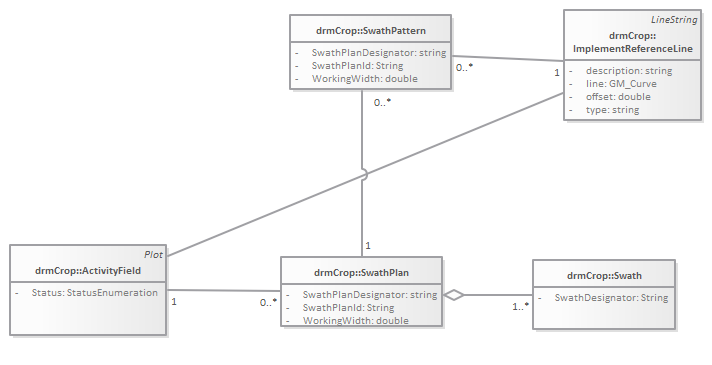 drmCrop::SwathPattern
- SwathPlanDesignator: string
- SwathPlanId: String
- WorkingWidth: double
LineString
drmCrop::
ImplementReferenceLine
- description: string
- line: GM_Curve
- offset: double
- type: string
0..*
1
0..*
1
Plot
drmCrop::ActivityField
- Status: StatusEnumeration
1
0..*
drmCrop::SwathPlan
- SwathPlanDesignator: string
- SwathPlanId: String
- WorkingWidth: double
1..*
drmCrop::Swath
- SwathDesignator: String